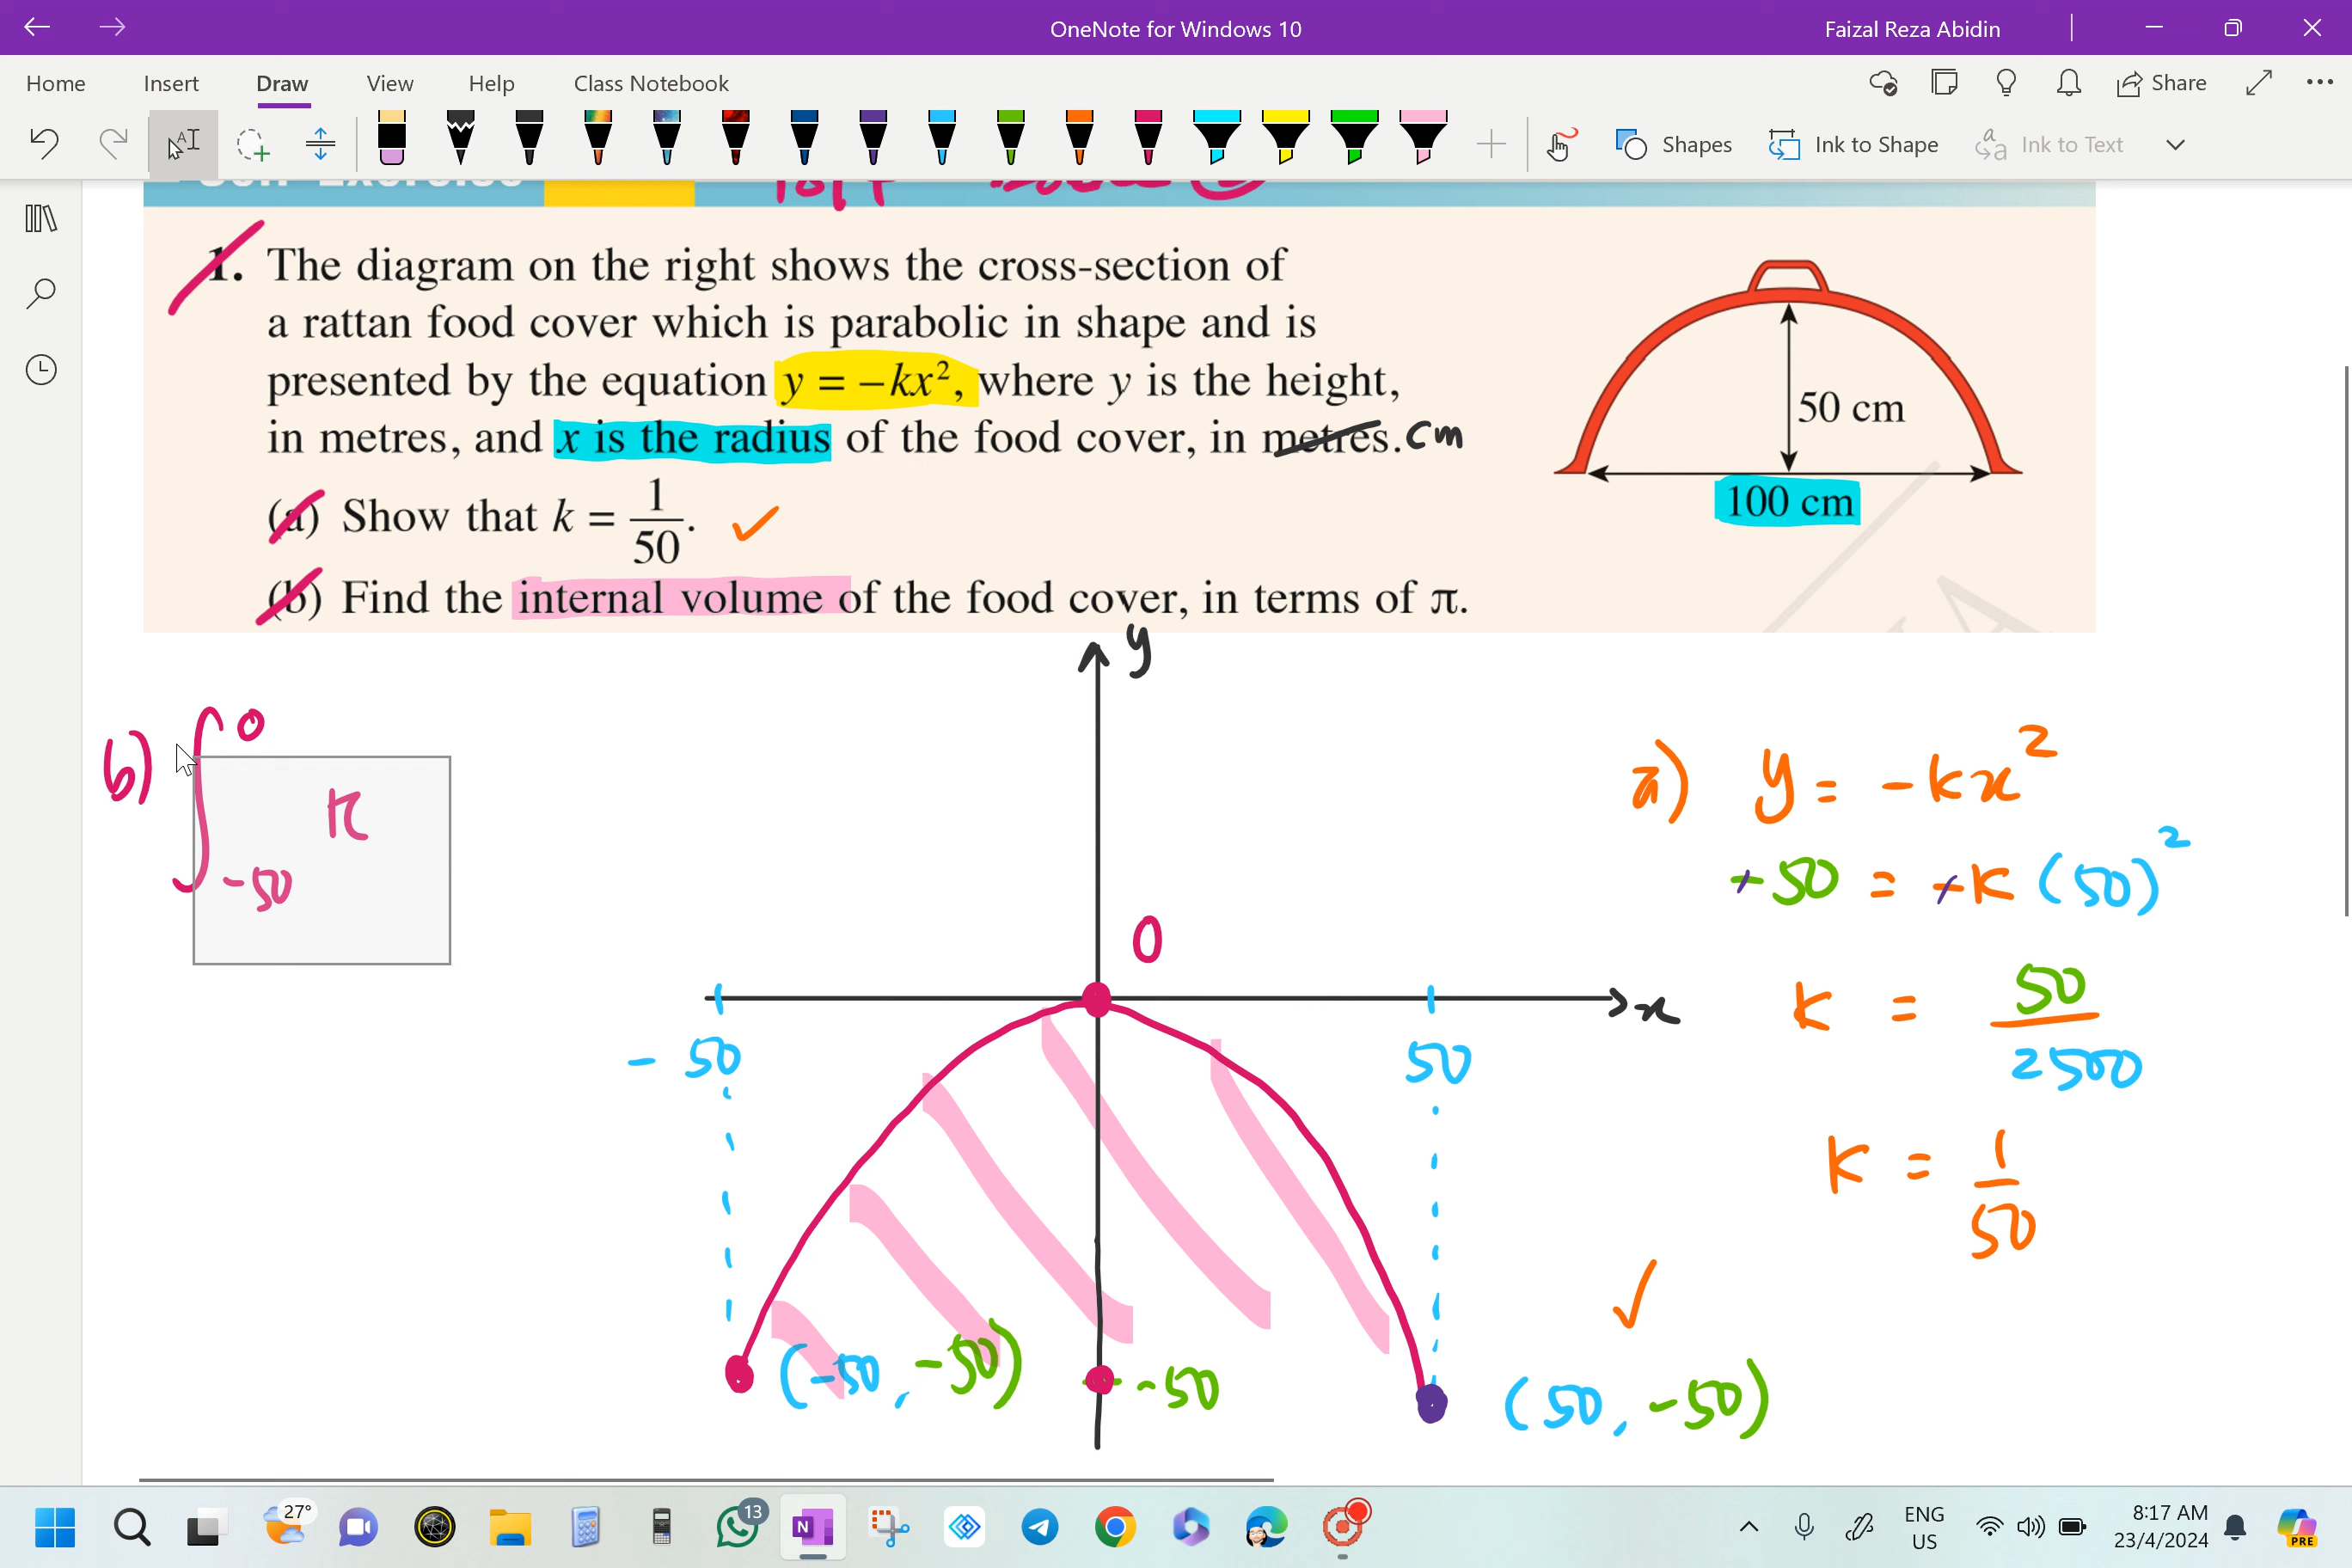 OneNote for Windows 10
Faizal Reza Abidin
Home Insert Draw View Help Class Notebook Share
Shapes Ink to Shape Ink to Text
1. The diagram on the right shows the cross-section of
a rattan food cover which is parabolic in shape and is
presented by the equation y = –kx², where y is the height,
in metres, and x is the radius of the food cover, in metres. cm
(a) Show that k = 1/50.
(b) Find the internal volume of the food cover, in terms of π.
50 cm
100 cm
y
b) ∫ 0
π
-50
0
x
- 50
50
(-50, -50)
-50
(50, -50)
a) y = -kx²
-50 = -k (50)²
k = 50/2500
k = 1/50
27°
13
N
ENG
US
8:17 AM
23/4/2024
PRE